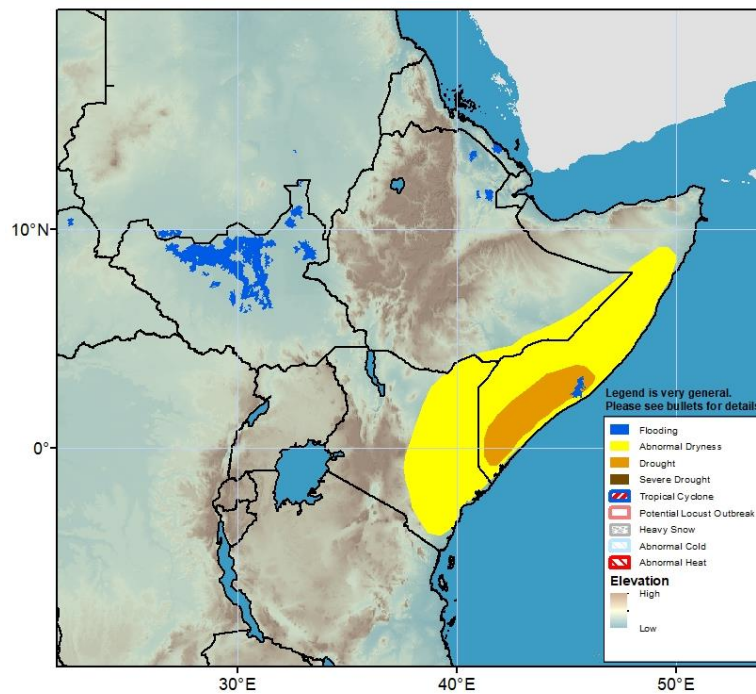 10°N
0°
30°E
40°E
50°E
Legend is very general.
Please see bullets for details
Flooding
Abnormal Dryness
Drought
Severe Drought
Tropical Cyclone
Potential Locust Outbreak
Heavy Snow
Abnormal Cold
Abnormal Heat
Elevation
High
Low